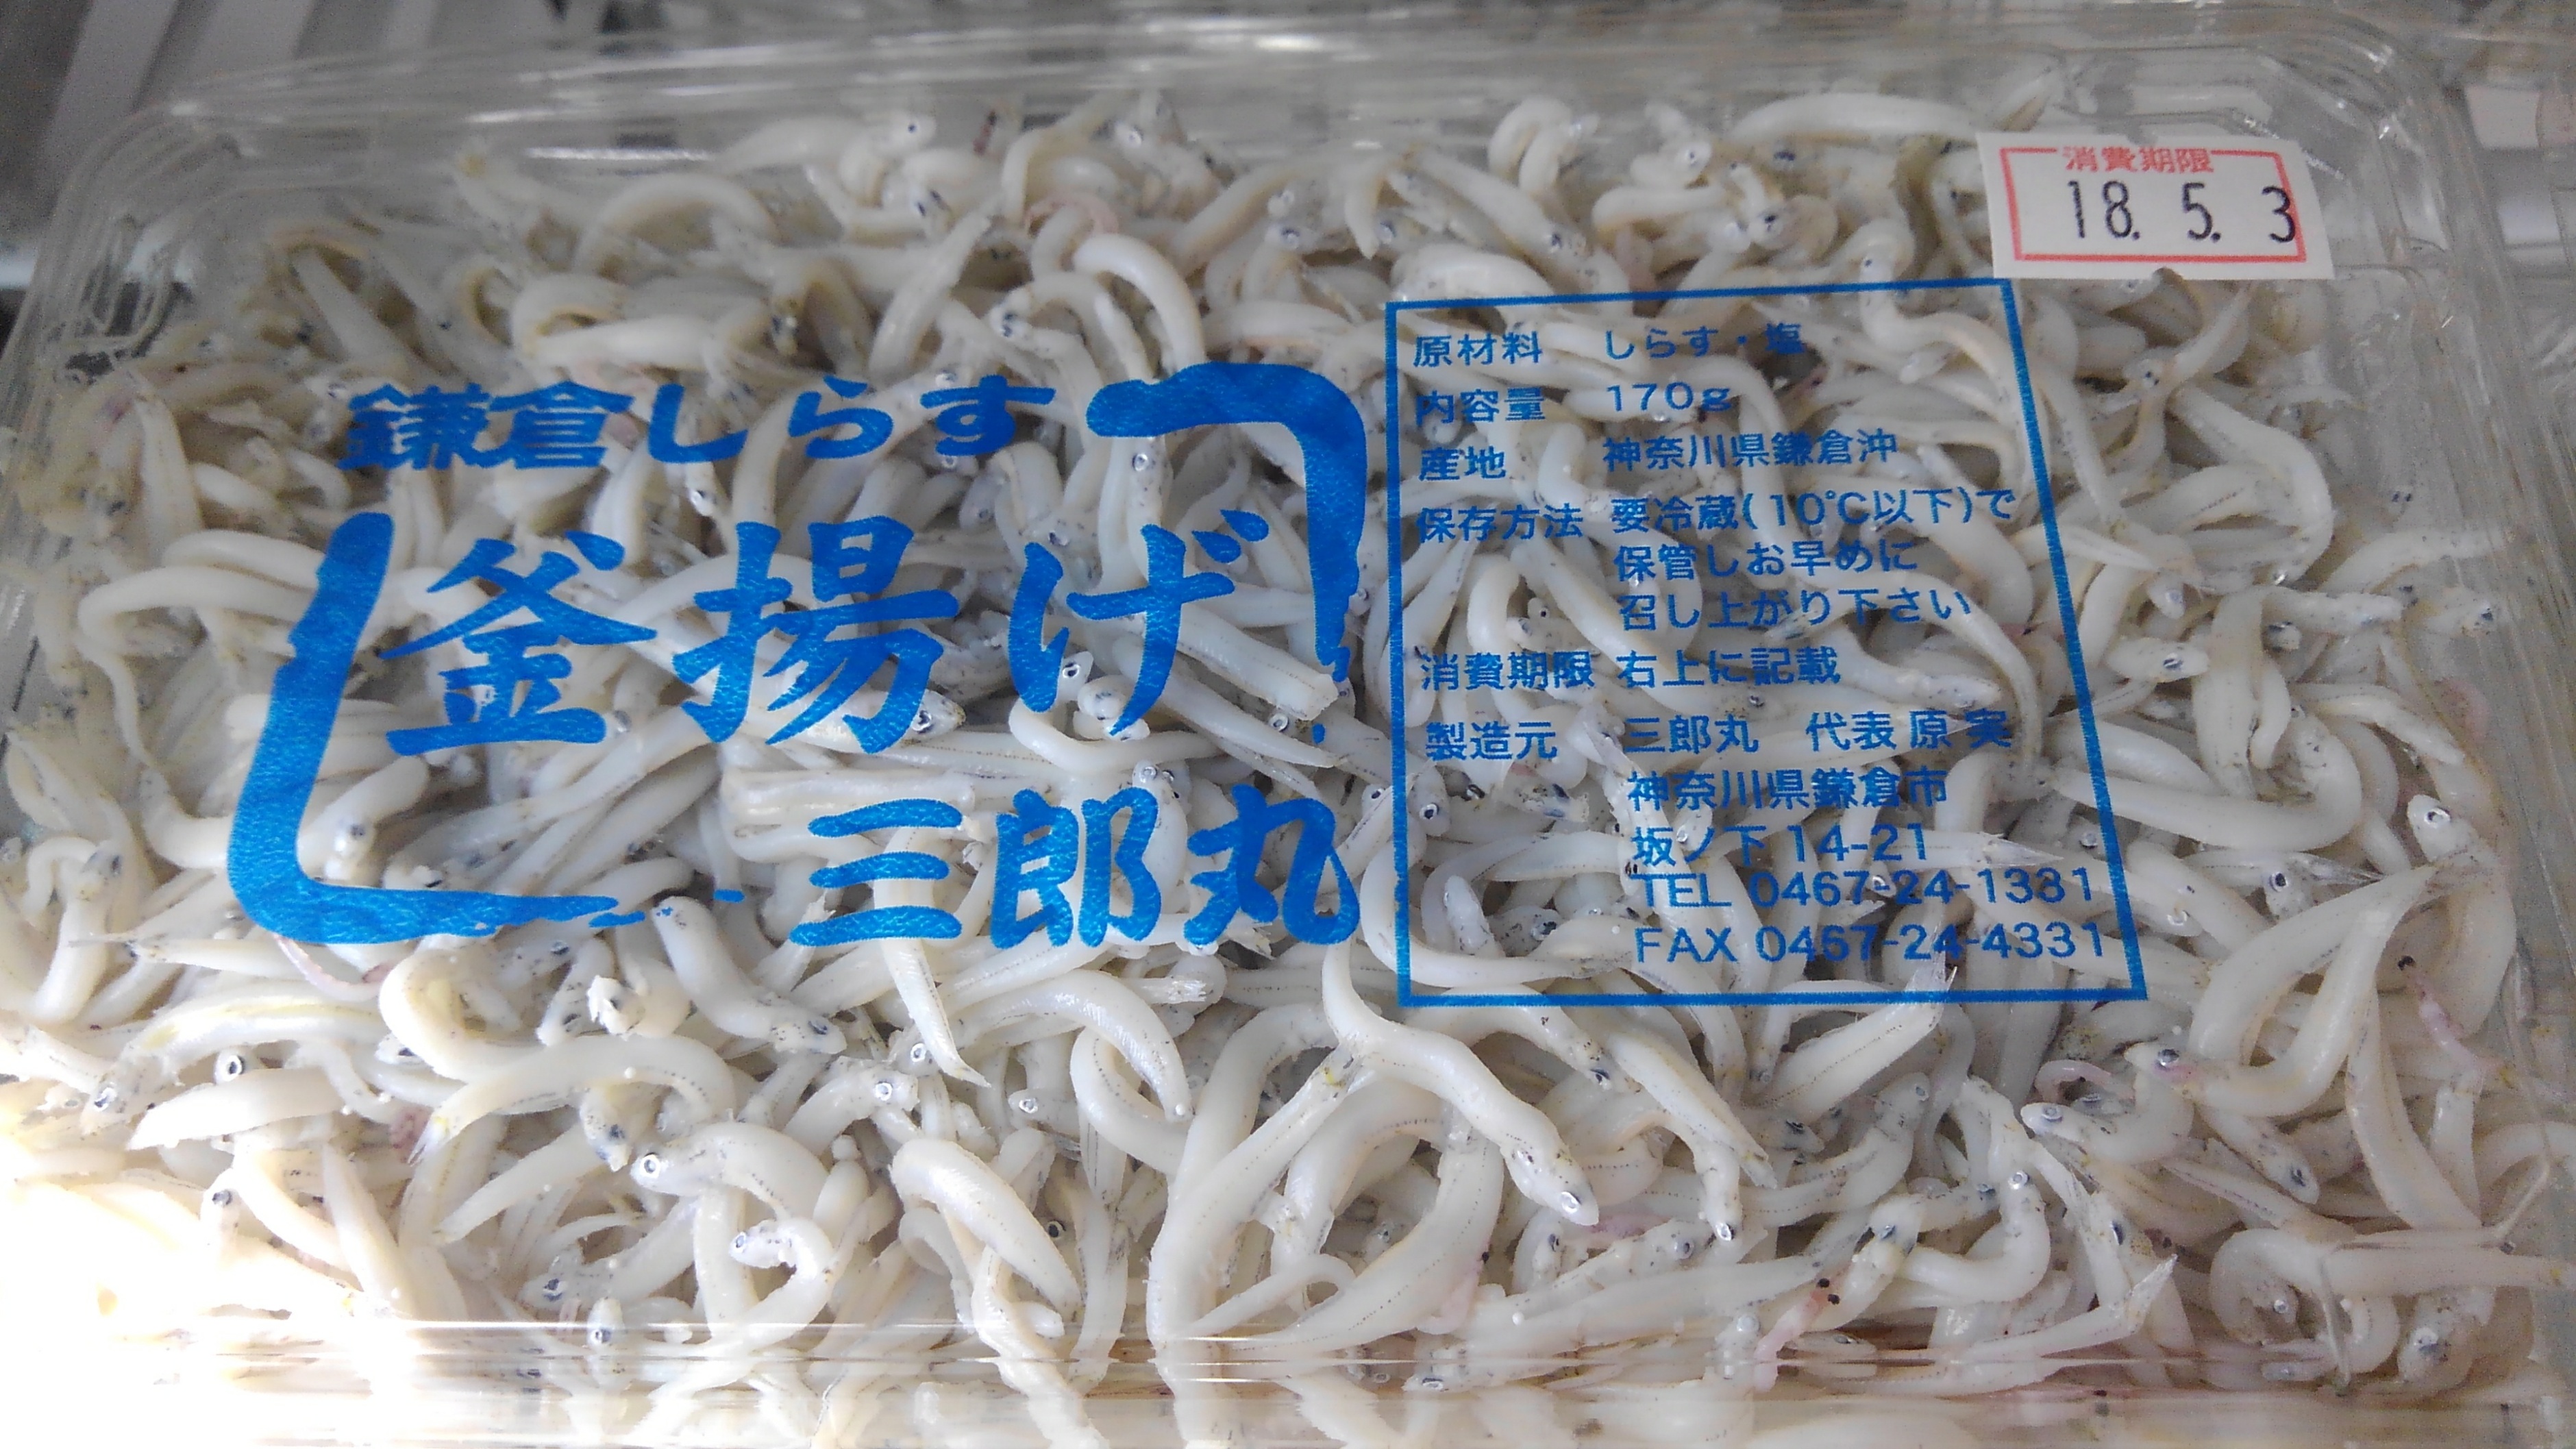 消費期限
18. 5. 3
鎌倉しらす
釜揚げ
三郎丸
原材料 しらす・塩
内容量 170g
産地 神奈川県鎌倉沖
保存方法 要冷蔵(10℃以下)で
保管しお早めに
召し上がり下さい
消費期限 右上に記載
製造元 三郎丸 代表 原 実
神奈川県鎌倉市
坂ノ下 14-21
TEL 0467-24-1331
FAX 0467-24-4331